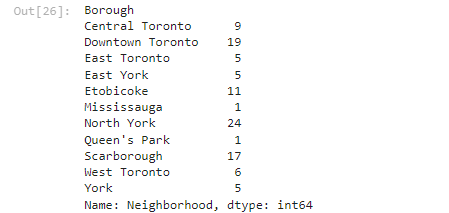 Out[26]: Borough
Central Toronto 9
Downtown Toronto 19
East Toronto 5
East York 5
Etobicoke 11
Mississauga 1
North York 24
Queen's Park 1
Scarborough 17
West Toronto 6
York 5
Name: Neighborhood, dtype: int64